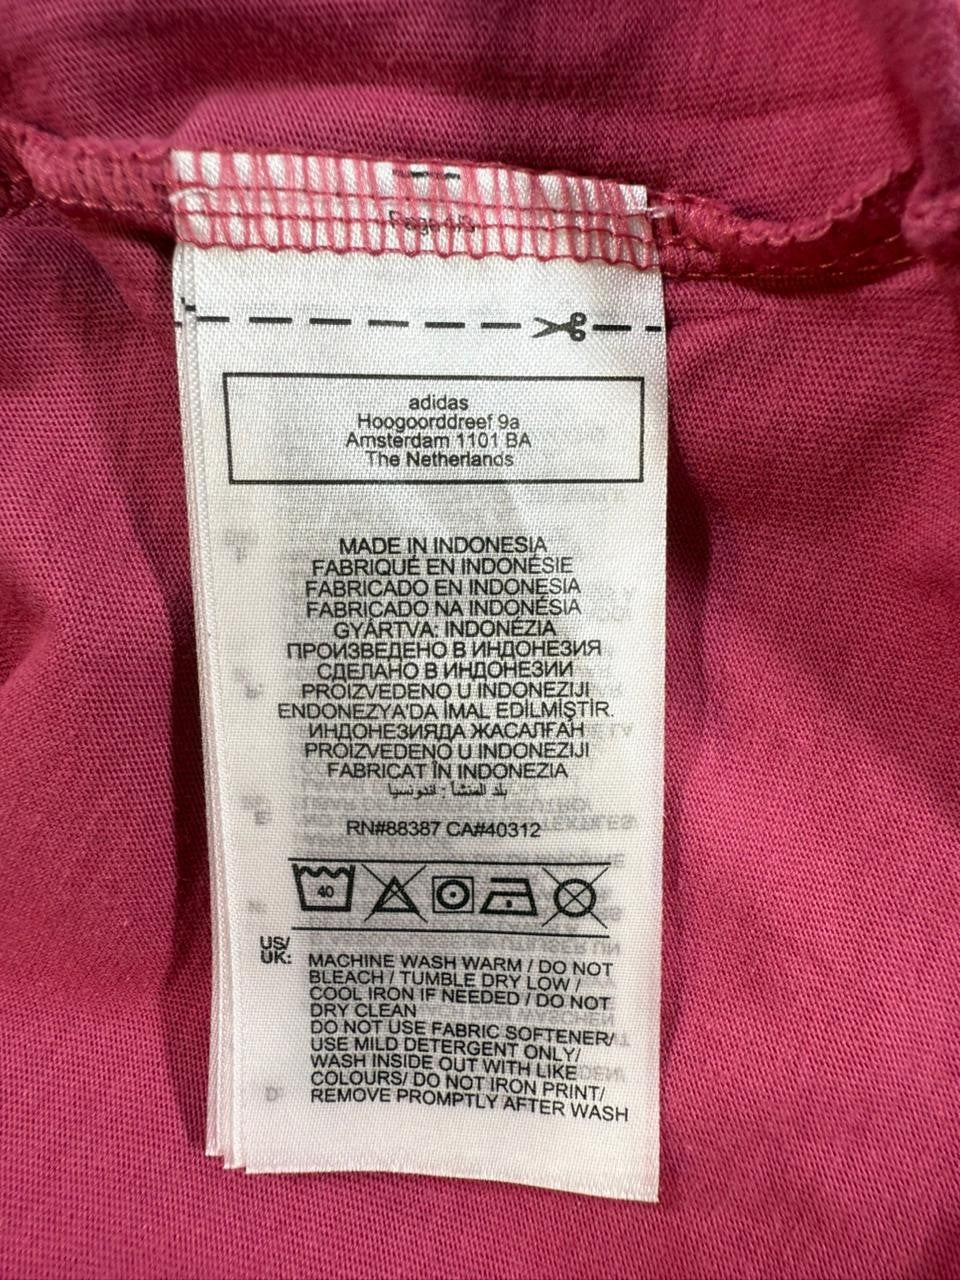 adidas
Hoogoorddreef 9a
Amsterdam 1101 BA
The Netherlands
MADE IN INDONESIA
FABRIQUÉ EN INDONÉSIE
FABRICADO EN INDONESIA
FABRICADO NA INDONÉSIA
GYÁRTVA: INDONÉZIA
ПРОИЗВЕДЕНО В ИНДОНЕЗИЯ
СДЕЛАНО В ИНДОНЕЗИИ
PROIZVEDENO U INDONEZIJI
ENDONEZYA'DA İMAL EDİLMİŞTİR.
ИНДОНЕЗИЯДА ЖАСАЛҒАН
PROIZVEDENO U INDONEZIJI
FABRICAT ÎN INDONEZIA
بلد المنشأ : اندونسيا
RN#88387 CA#40312
40
US/
UK:
MACHINE WASH WARM / DO NOT
BLEACH / TUMBLE DRY LOW /
COOL IRON IF NEEDED / DO NOT
DRY CLEAN
DO NOT USE FABRIC SOFTENER/
USE MILD DETERGENT ONLY/
WASH INSIDE OUT WITH LIKE
COLOURS/ DO NOT IRON PRINT/
REMOVE PROMPTLY AFTER WASH